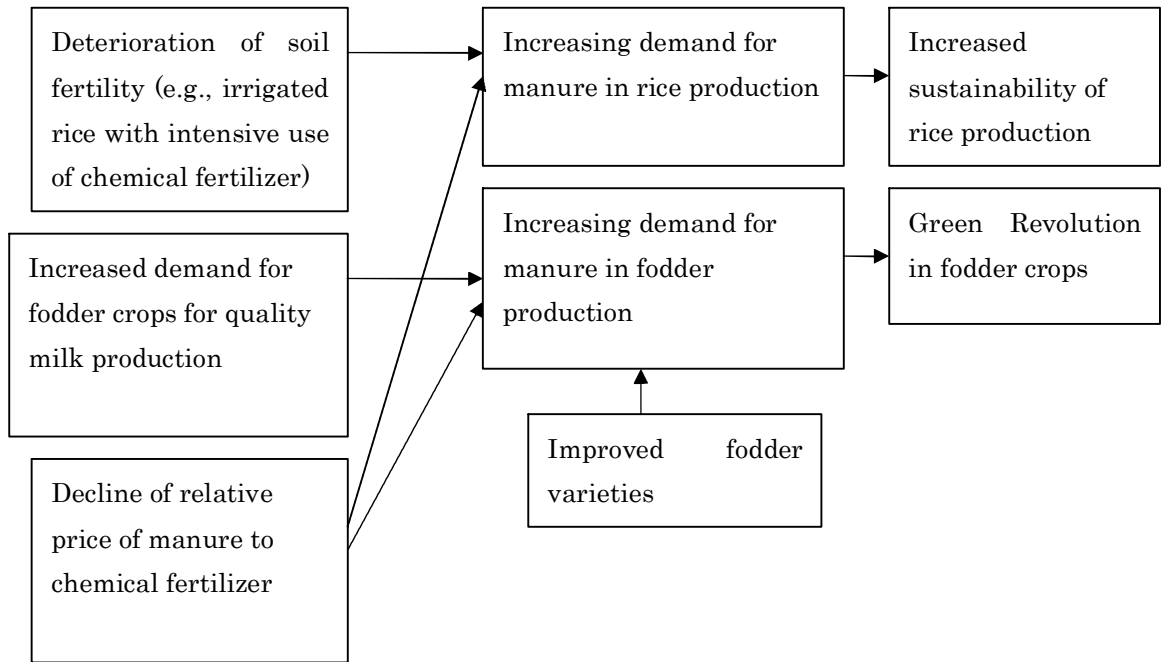 Deterioration of soil
fertility (e.g., irrigated
rice with intensive use
of chemical fertilizer)
Increasing demand for
manure in rice production
Increased
sustainability of
rice production
Increased demand for
fodder crops for quality
milk production
Increasing demand for
manure in fodder
production
Green Revolution
in fodder crops
Decline of relative
price of manure to
chemical fertilizer
Improved fodder
varieties